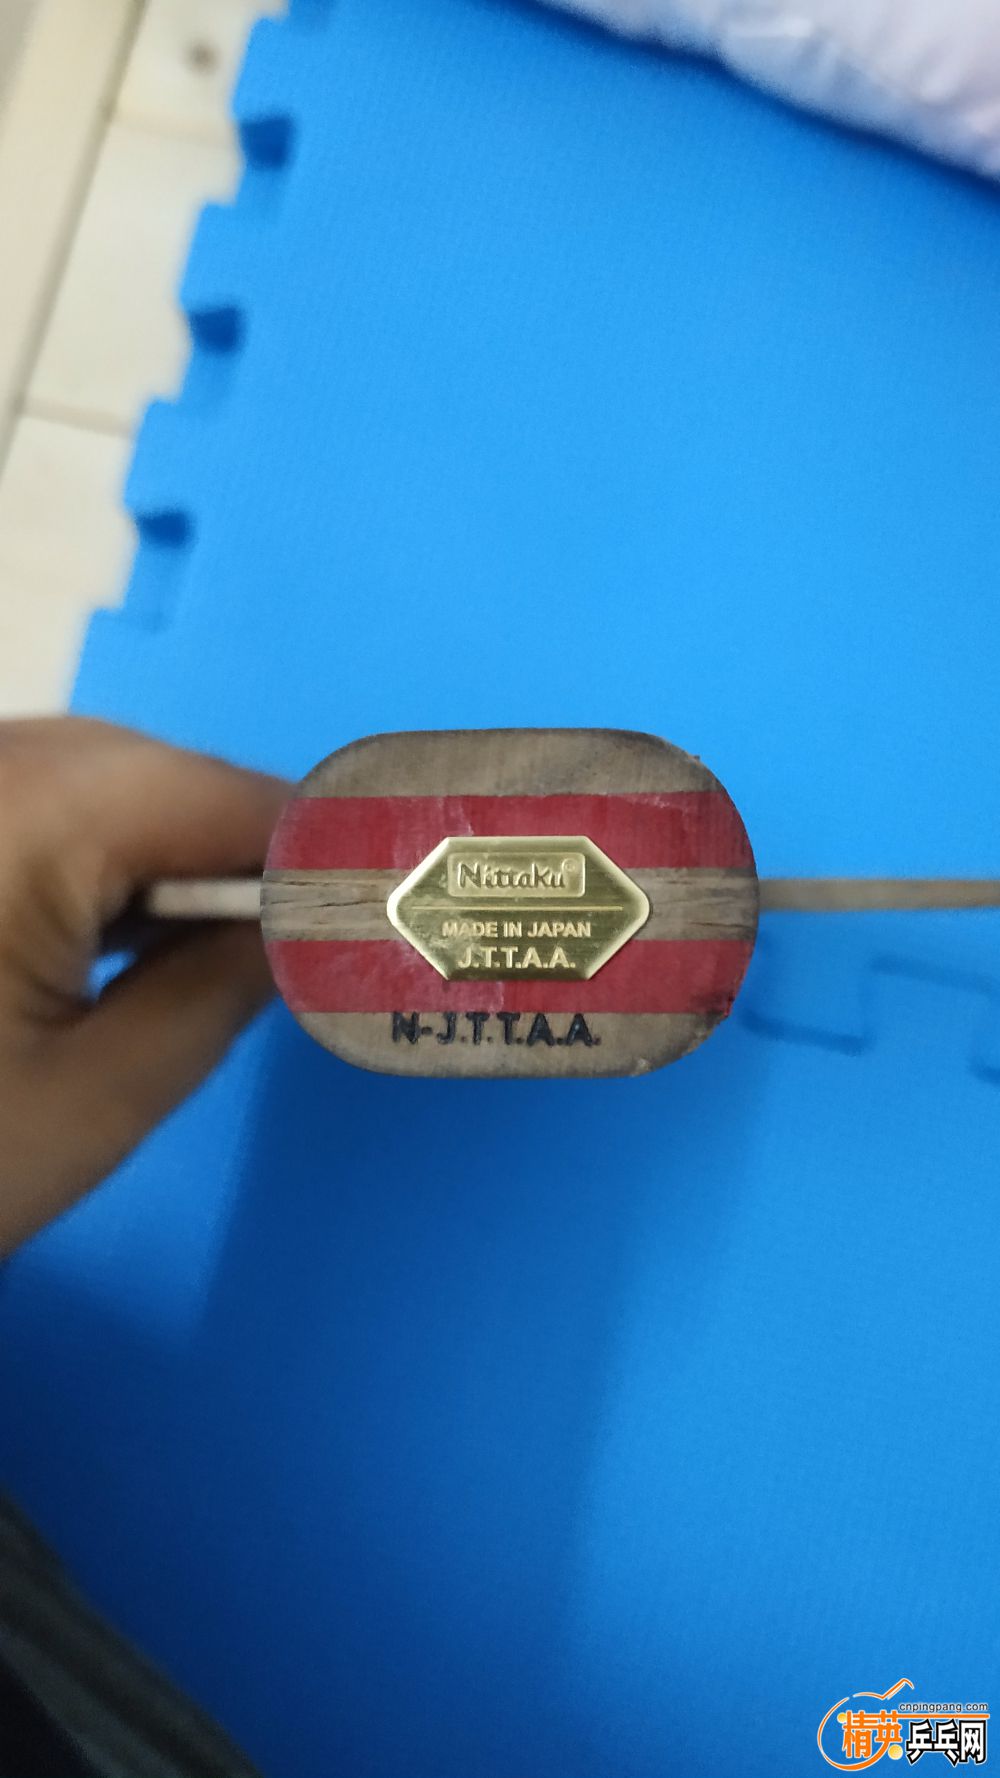 Nittaku®
MADE IN JAPAN
J.T.T.A.A.
N-J.T.T.A.A.
cnpingpang.com
精英乒乓网